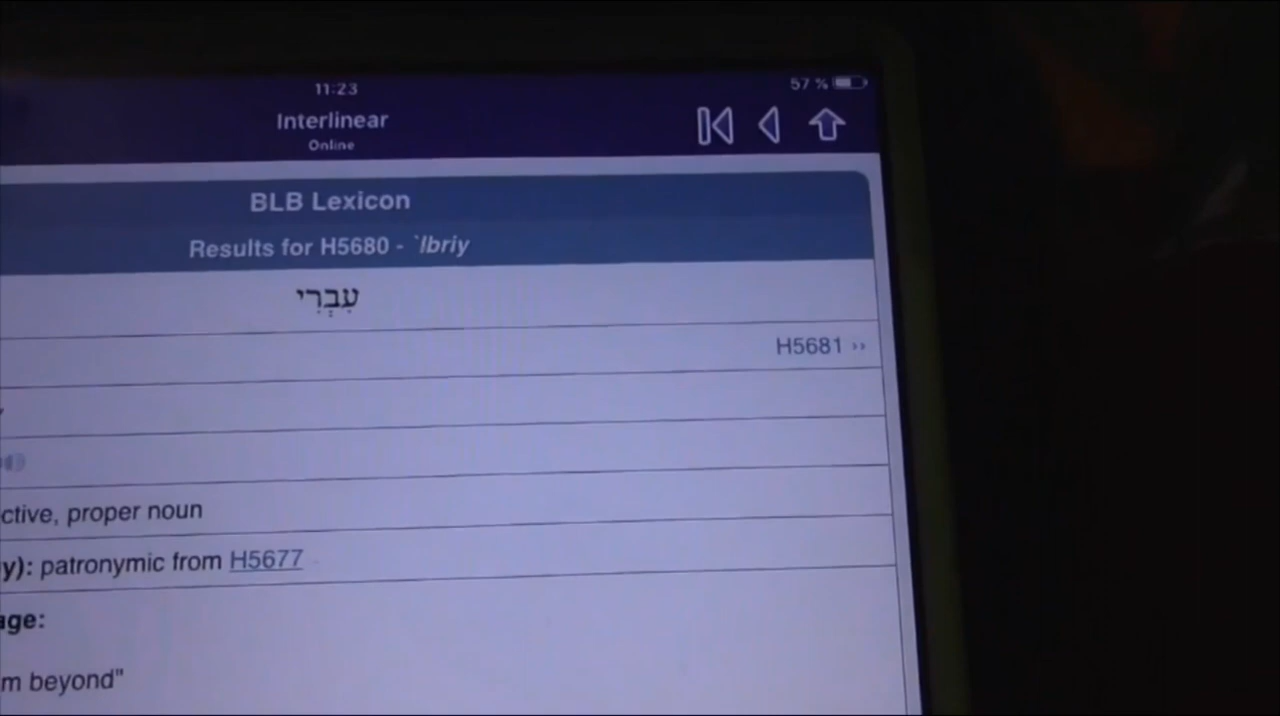 11:23
57 %
Interlinear
Online
BLB Lexicon
Results for H5680 - `Ibriy
עִבְרִי
H5681 ››
ctive, proper noun
y): patronymic from H5677
age:
m beyond"